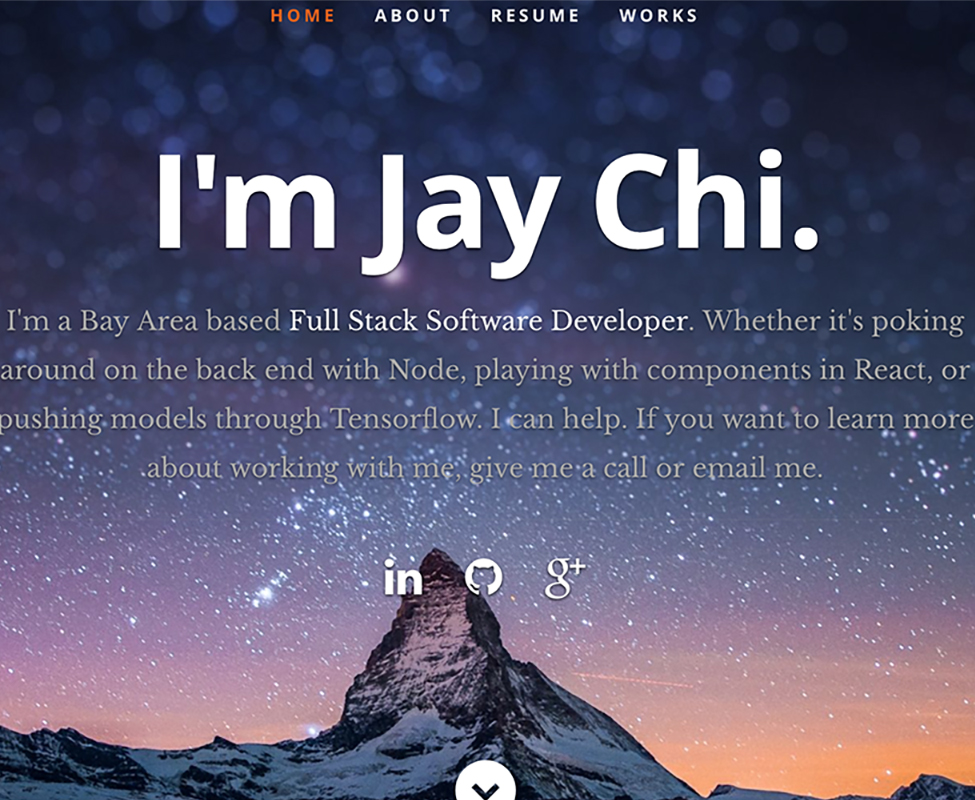 HOME ABOUT RESUME WORKS
I'm Jay Chi.
I'm a Bay Area based Full Stack Software Developer. Whether it's poking
around on the back end with Node, playing with components in React, or
pushing models through Tensorflow. I can help. If you want to learn more
about working with me, give me a call or email me.
in g+